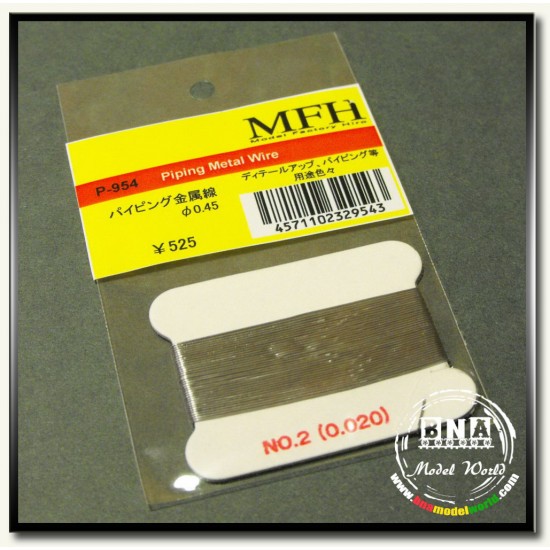 MFH
Model Factory Hiro
P-954 Piping Metal Wire
パイピング金属線
φ0.45
ディテールアップ、パイピング等
用途色々
¥525
4571102329543
NO.2 (0.020)
BNA
Model World
www.bnamodelworld.com